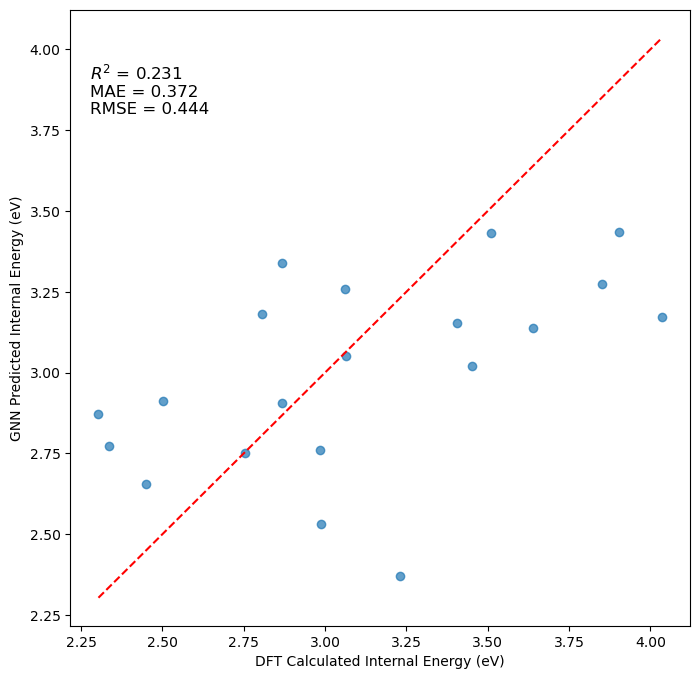 R² = 0.231
MAE = 0.372
RMSE = 0.444
4.00
3.75
3.50
3.25
3.00
2.75
2.50
2.25
GNN Predicted Internal Energy (eV)
2.25 2.50 2.75 3.00 3.25 3.50 3.75 4.00
DFT Calculated Internal Energy (eV)